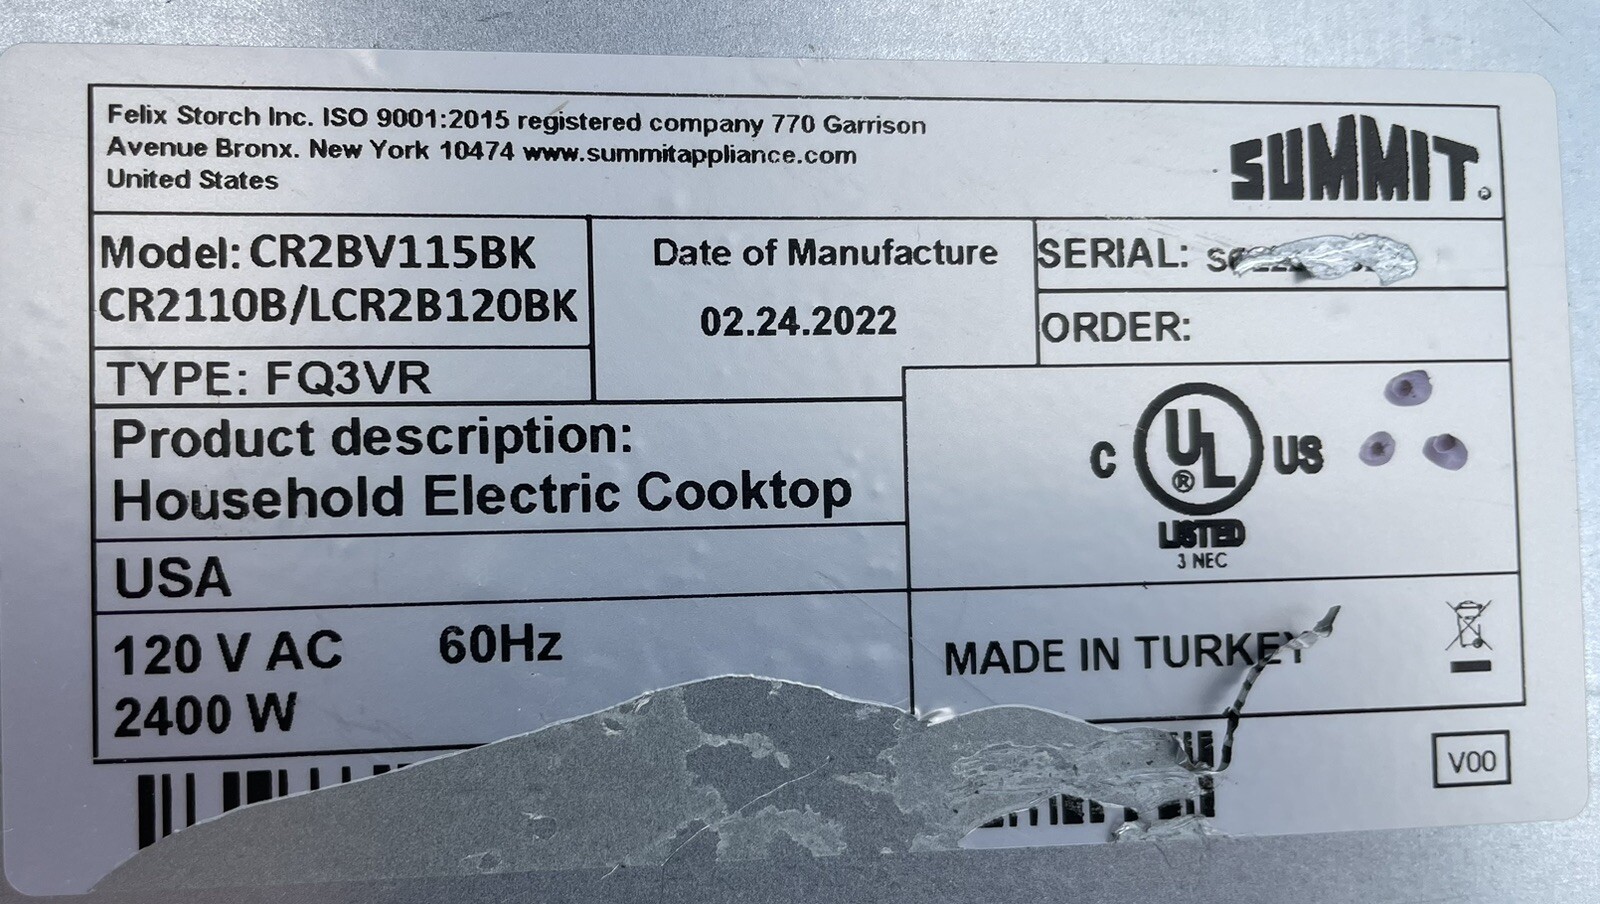 Felix Storch Inc. ISO 9001:2015 registered company 770 Garrison
Avenue Bronx. New York 10474 www.summitappliance.com
United States
SUMMIT®
Model: CR2BV115BK
CR2110B/LCR2B120BK
Date of Manufacture
02.24.2022
SERIAL:
ORDER:
TYPE: FQ3VR
Product description:
Household Electric Cooktop
C UL® US
LISTED
3 NEC
USA
120 V AC 60Hz
2400 W
MADE IN TURKEY
V00